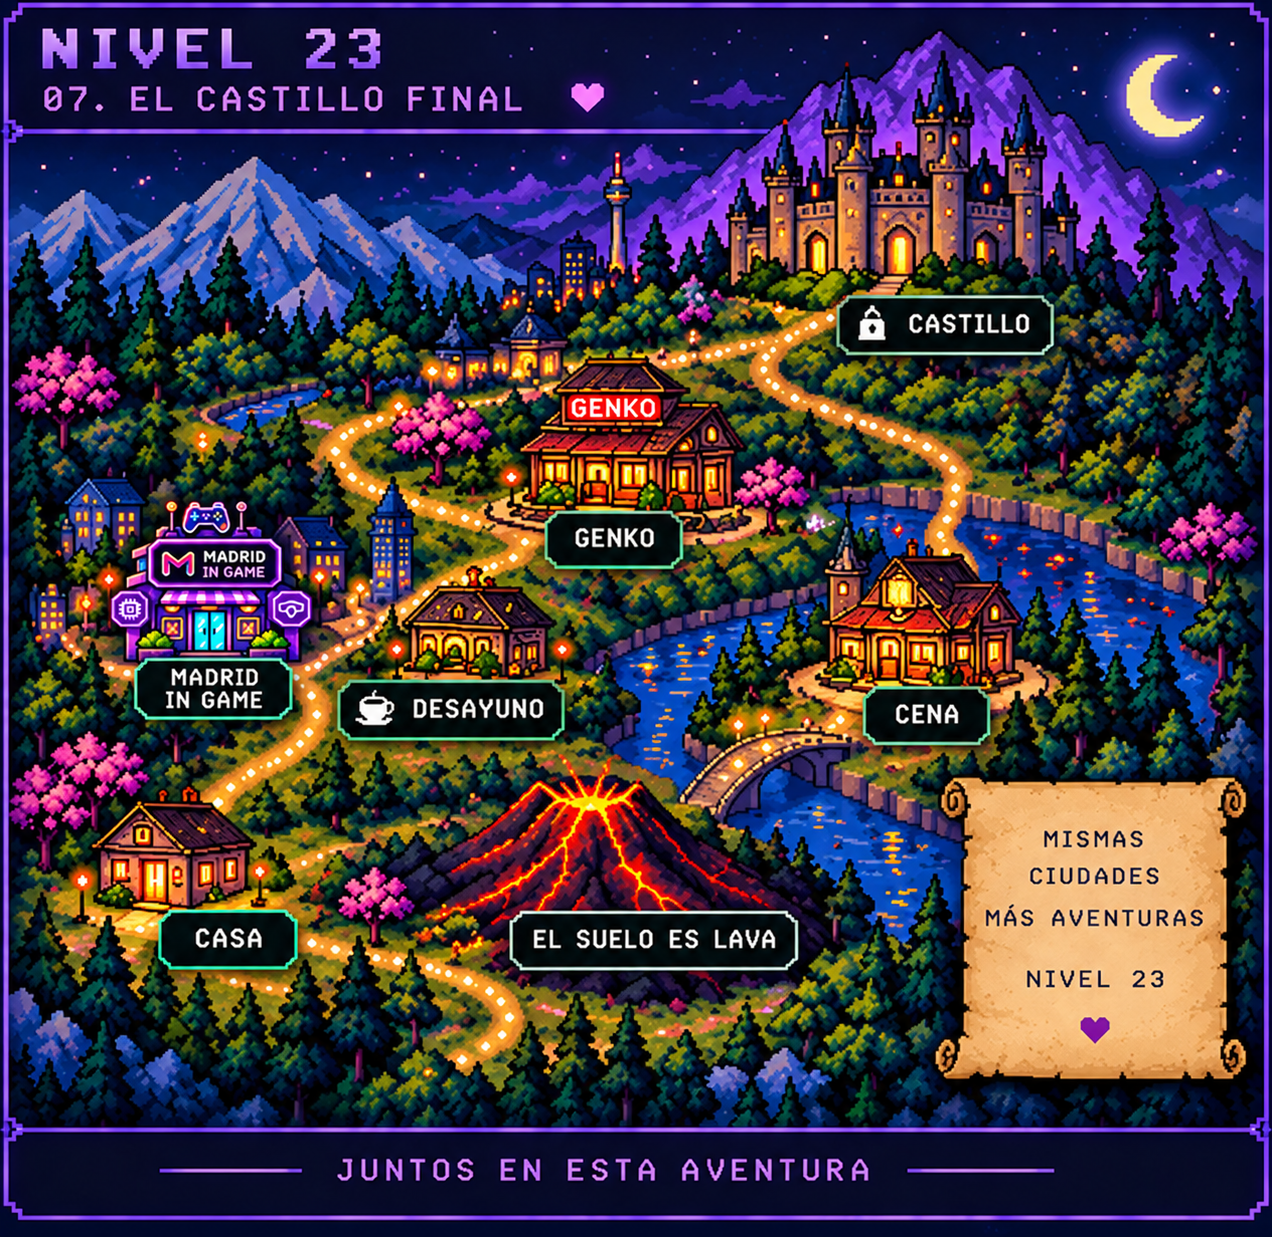 NIVEL 23
07. EL CASTILLO FINAL
CASTILLO
GENKO
GENKO
MADRID
IN GAME
MADRID
IN GAME
DESAYUNO
CENA
CASA
EL SUELO ES LAVA
MISMAS
CIUDADES
MÁS AVENTURAS
NIVEL 23
JUNTOS EN ESTA AVENTURA